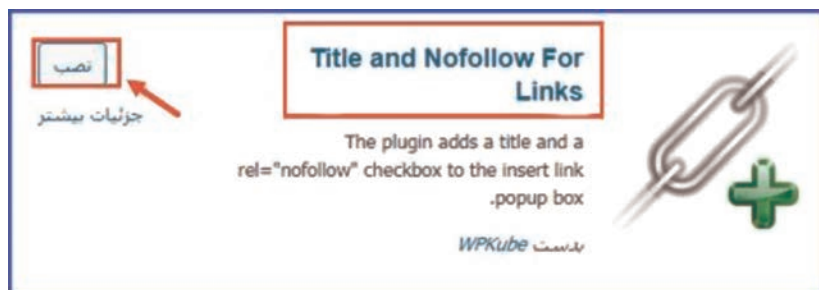 Title and Nofollow For
Links
The plugin adds a title and a
rel="nofollow" checkbox to the insert link
.popup box
بدست WPKube
نصب
جزئیات بیشتر